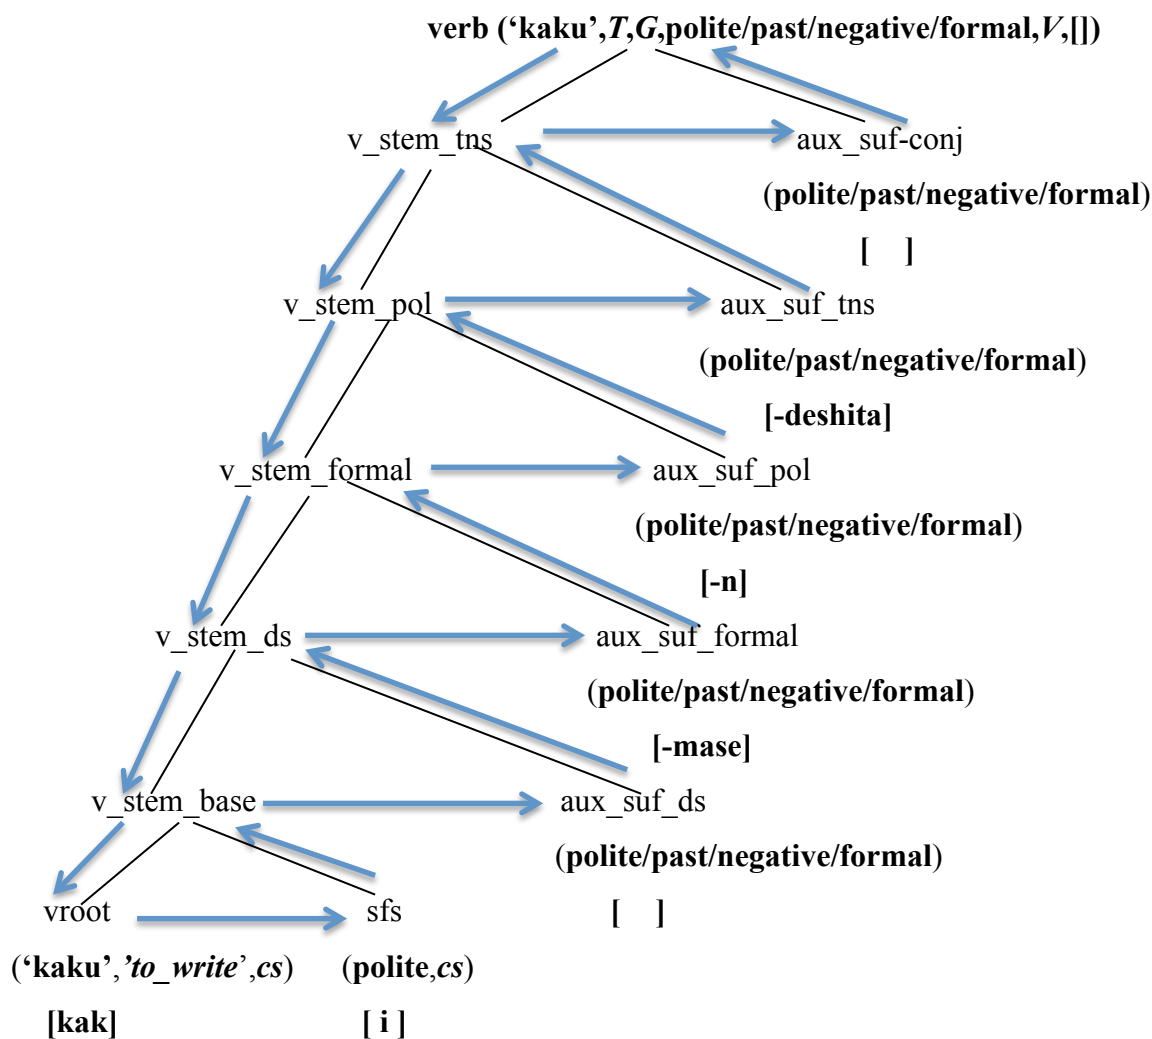 verb (‘kaku’,T,G,polite/past/negative/formal,V,[])
v_stem_tns aux_suf-conj
(polite/past/negative/formal)
[ ]
v_stem_pol aux_suf_tns
(polite/past/negative/formal)
[-deshita]
v_stem_formal aux_suf_pol
(polite/past/negative/formal)
[-n]
v_stem_ds aux_suf_formal
(polite/past/negative/formal)
[-mase]
v_stem_base aux_suf_ds
(polite/past/negative/formal)
vroot sfs [ ]
(‘kaku’,’to_write’,cs) (polite,cs)
[kak] [ i ]